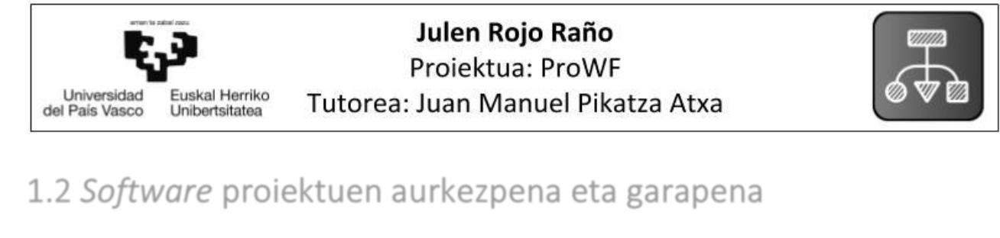 eman ta zabal zazu
Universidad
del País Vasco
Euskal Herriko
Unibertsitatea
Julen Rojo Raño
Proiektua: ProWF
Tutorea: Juan Manuel Pikatza Atxa
1.2 Software proiektuen aurkezpena eta garapena